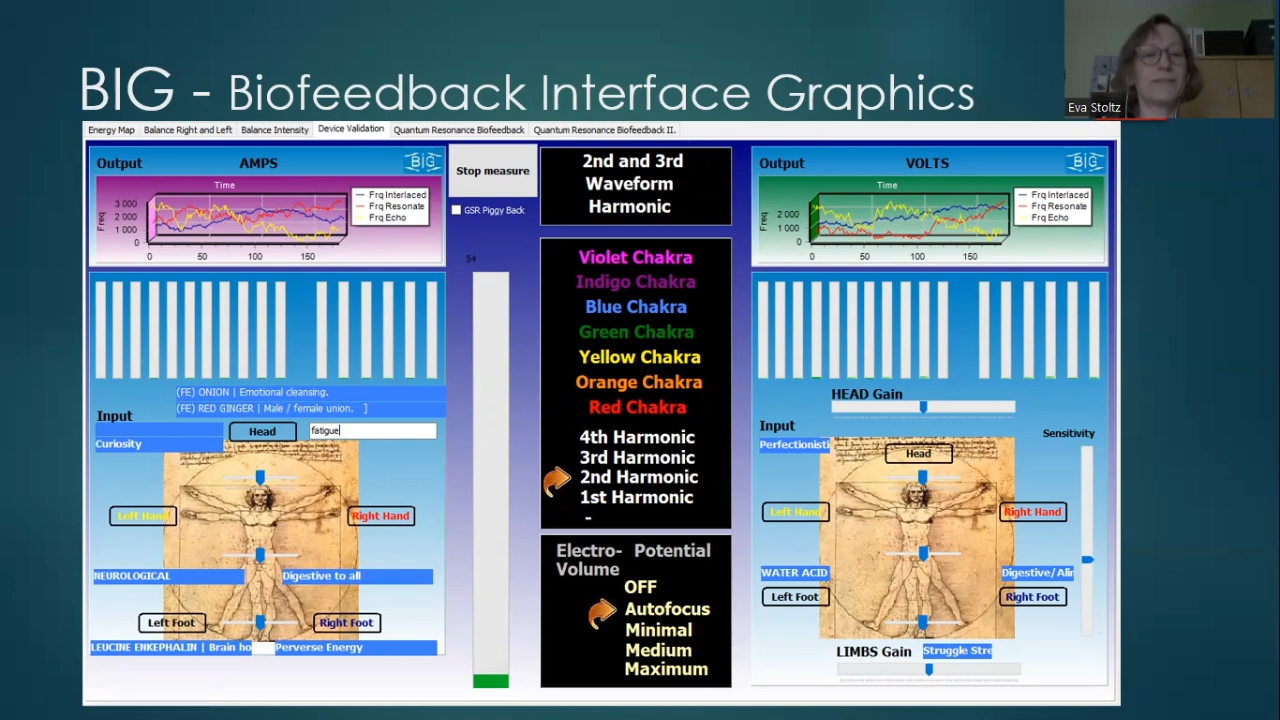 BIG - Biofeedback Interface Graphics
Eva Stoltz
Energy Map
Balance Right and Left
Balance Intensity
Device Validation
Quantum Resonance Biofeedback
Quantum Resonance Biofeedback II.
Output
AMPS
BIG
Time
Freq
3 000
2 000
1 000
0
0 50 100 150
Frq Interlaced
Frq Resonate
Frq Echo
Stop measure
GSR Piggy Back
54
2nd and 3rd
Waveform
Harmonic
Violet Chakra
Indigo Chakra
Blue Chakra
Green Chakra
Yellow Chakra
Orange Chakra
Red Chakra
4th Harmonic
3rd Harmonic
2nd Harmonic
1st Harmonic
-
Electro- Potential
Volume
OFF
Autofocus
Minimal
Medium
Maximum
(FE) ONION | Emotional cleansing.
(FE) RED GINGER | Male / female union. ]
Input
Head
fatigue
Curiosity
Left Hand
Right Hand
NEUROLOGICAL
Digestive to all
Left Foot
Right Foot
LEUCINE ENKEPHALIN | Brain ho
Perverse Energy
Output
VOLTS
BIG
Time
Freq
2 000
1 000
0
0 50 100 150
Frq Interlaced
Frq Resonate
Frq Echo
HEAD Gain
Input
Sensitivity
Perfectionisti
Head
Left Hand
Right Hand
WATER ACID
Digestive/Alin
Left Foot
Right Foot
LIMBS Gain
Struggle Stre